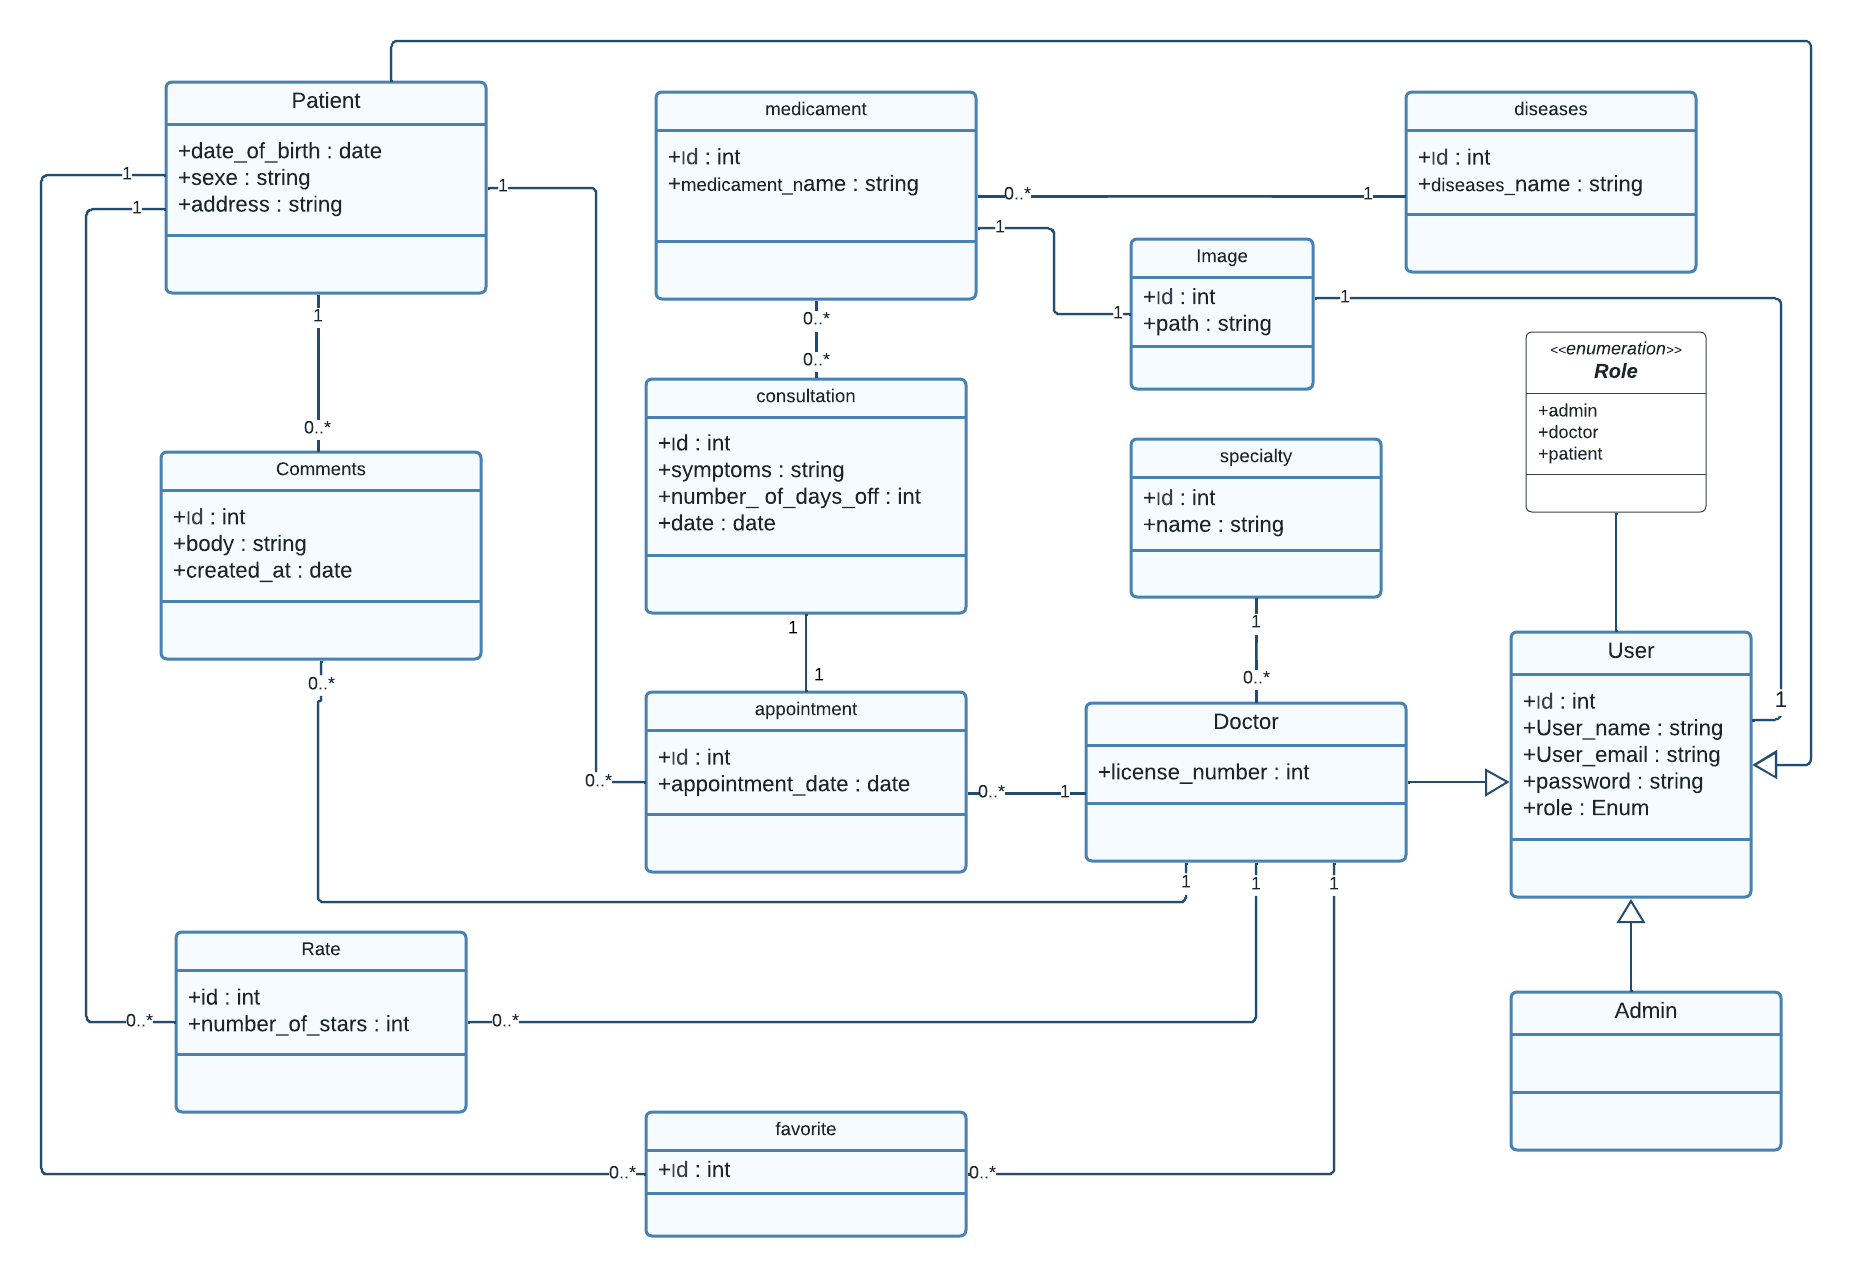 Patient
+date_of_birth : date
+sexe : string
+address : string
1
1
1
1
medicament
+Id : int
+medicament_name : string
0..*
1
1
0..*
diseases
+Id : int
+diseases_name : string
Image
+Id : int
+path : string
1
1
<<enumeration>>
Role
+admin
+doctor
+patient
0..*
consultation
+Id : int
+symptoms : string
+number_ of_days_off : int
+date : date
1
0..*
Comments
+Id : int
+body : string
+created_at : date
0..*
specialty
+Id : int
+name : string
1
0..*
1
appointment
+Id : int
+appointment_date : date
0..*
0..*
1
Doctor
+license_number : int
1
1
1
User
+Id : int
+User_name : string
+User_email : string
+password : string
+role : Enum
1
Rate
+id : int
+number_of_stars : int
0..*
0..*
Admin
favorite
+Id : int
0..*
0..*